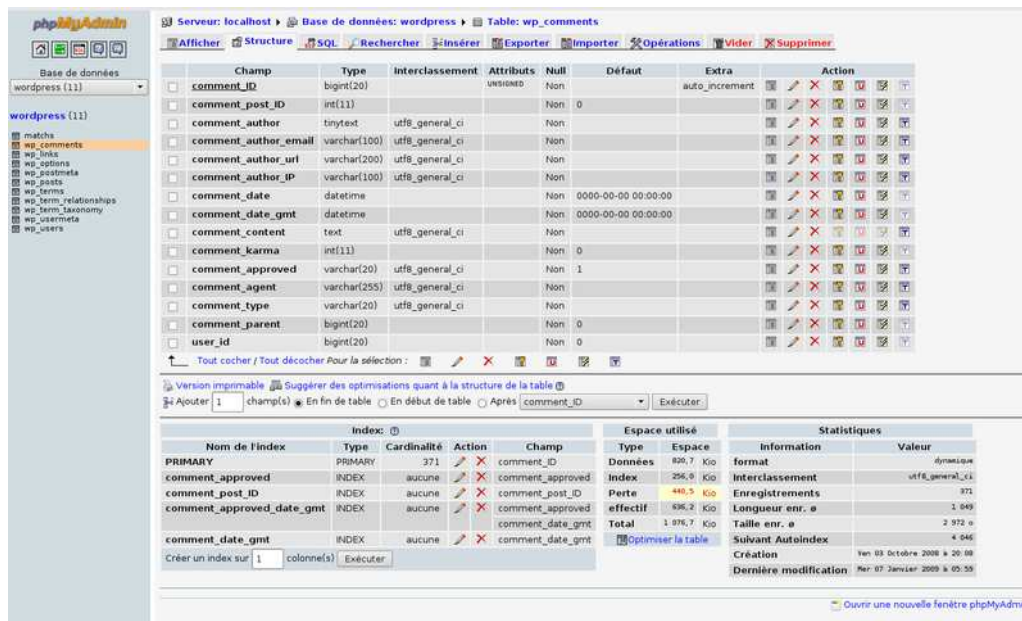 phpMyAdmin
Base de données
wordpress (11)
wordpress (11)
matchs
wp_comments
wp_links
wp_options
wp_postmeta
wp_posts
wp_terms
wp_term_relationships
wp_term_taxonomy
wp_usermeta
wp_users
Serveur: localhost Base de données: wordpress Table: wp_comments
Afficher Structure SQL Rechercher Insérer Exporter Importer Opérations Vider Supprimer
Champ Type Interclassement Attributs Null Défaut Extra Action
comment_ID bigint(20) UNSIGNED Non auto_increment
comment_post_ID int(11) Non 0
comment_author tinytext utf8_general_ci Non
comment_author_email varchar(100) utf8_general_ci Non
comment_author_url varchar(200) utf8_general_ci Non
comment_author_IP varchar(100) utf8_general_ci Non
comment_date datetime Non 0000-00-00 00:00:00
comment_date_gmt datetime Non 0000-00-00 00:00:00
comment_content text utf8_general_ci Non
comment_karma int(11) Non 0
comment_approved varchar(20) utf8_general_ci Non 1
comment_agent varchar(255) utf8_general_ci Non
comment_type varchar(20) utf8_general_ci Non
comment_parent bigint(20) Non 0
user_id bigint(20) Non 0
Tout cocher / Tout décocher Pour la sélection :
Version imprimable Suggérer des optimisations quant à la structure de la table
Ajouter 1 champ(s) En fin de table En début de table Après comment_ID Exécuter
Index:
Nom de l'index Type Cardinalité Action Champ
PRIMARY PRIMARY 371 comment_ID
comment_approved INDEX aucune comment_approved
comment_post_ID INDEX aucune comment_post_ID
comment_approved_date_gmt INDEX aucune comment_approved
comment_date_gmt
comment_date_gmt INDEX aucune comment_date_gmt
Créer un index sur 1 colonne(s) Exécuter
Espace utilisé
Type Espace
Données 820,7 Kio
Index 256,0 Kio
Perte 440,5 Kio
effectif 636,2 Kio
Total 1 076,7 Kio
Optimiser la table
Statistiques
Information Valeur
format dynamique
Interclassement utf8_general_ci
Enregistrements 371
Longueur enr. ø 1 049
Taille enr. ø 2 972 o
Suivant Autoindex 4 046
Création Ven 03 Octobre 2008 à 20:08
Dernière modification Mer 07 Janvier 2009 à 05:59
Ouvrir une nouvelle fenêtre phpMyAdm